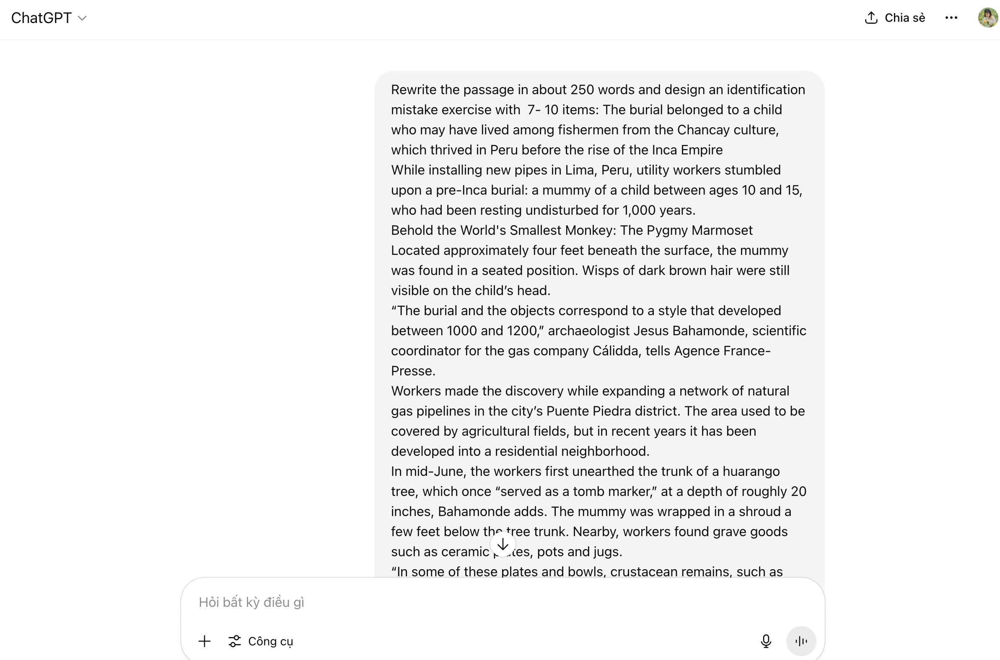 ChatGPT
Chia sẻ
Rewrite the passage in about 250 words and design an identification
mistake exercise with  7- 10 items: The burial belonged to a child
who may have lived among fishermen from the Chancay culture,
which thrived in Peru before the rise of the Inca Empire
While installing new pipes in Lima, Peru, utility workers stumbled
upon a pre-Inca burial: a mummy of a child between ages 10 and 15,
who had been resting undisturbed for 1,000 years.
Behold the World's Smallest Monkey: The Pygmy Marmoset
Located approximately four feet beneath the surface, the mummy
was found in a seated position. Wisps of dark brown hair were still
visible on the child’s head.
“The burial and the objects correspond to a style that developed
between 1000 and 1200,” archaeologist Jesus Bahamonde, scientific
coordinator for the gas company Cálidda, tells Agence France-
Presse.
Workers made the discovery while expanding a network of natural
gas pipelines in the city’s Puente Piedra district. The area used to be
covered by agricultural fields, but in recent years it has been
developed into a residential neighborhood.
In mid-June, the workers first unearthed the trunk of a huarango
tree, which once “served as a tomb marker,” at a depth of roughly 20
inches, Bahamonde adds. The mummy was wrapped in a shroud a
few feet below the tree trunk. Nearby, workers found grave goods
such as ceramic plates, pots and jugs.
“In some of these plates and bowls, crustacean remains, such as
Hỏi bất kỳ điều gì
Công cụ